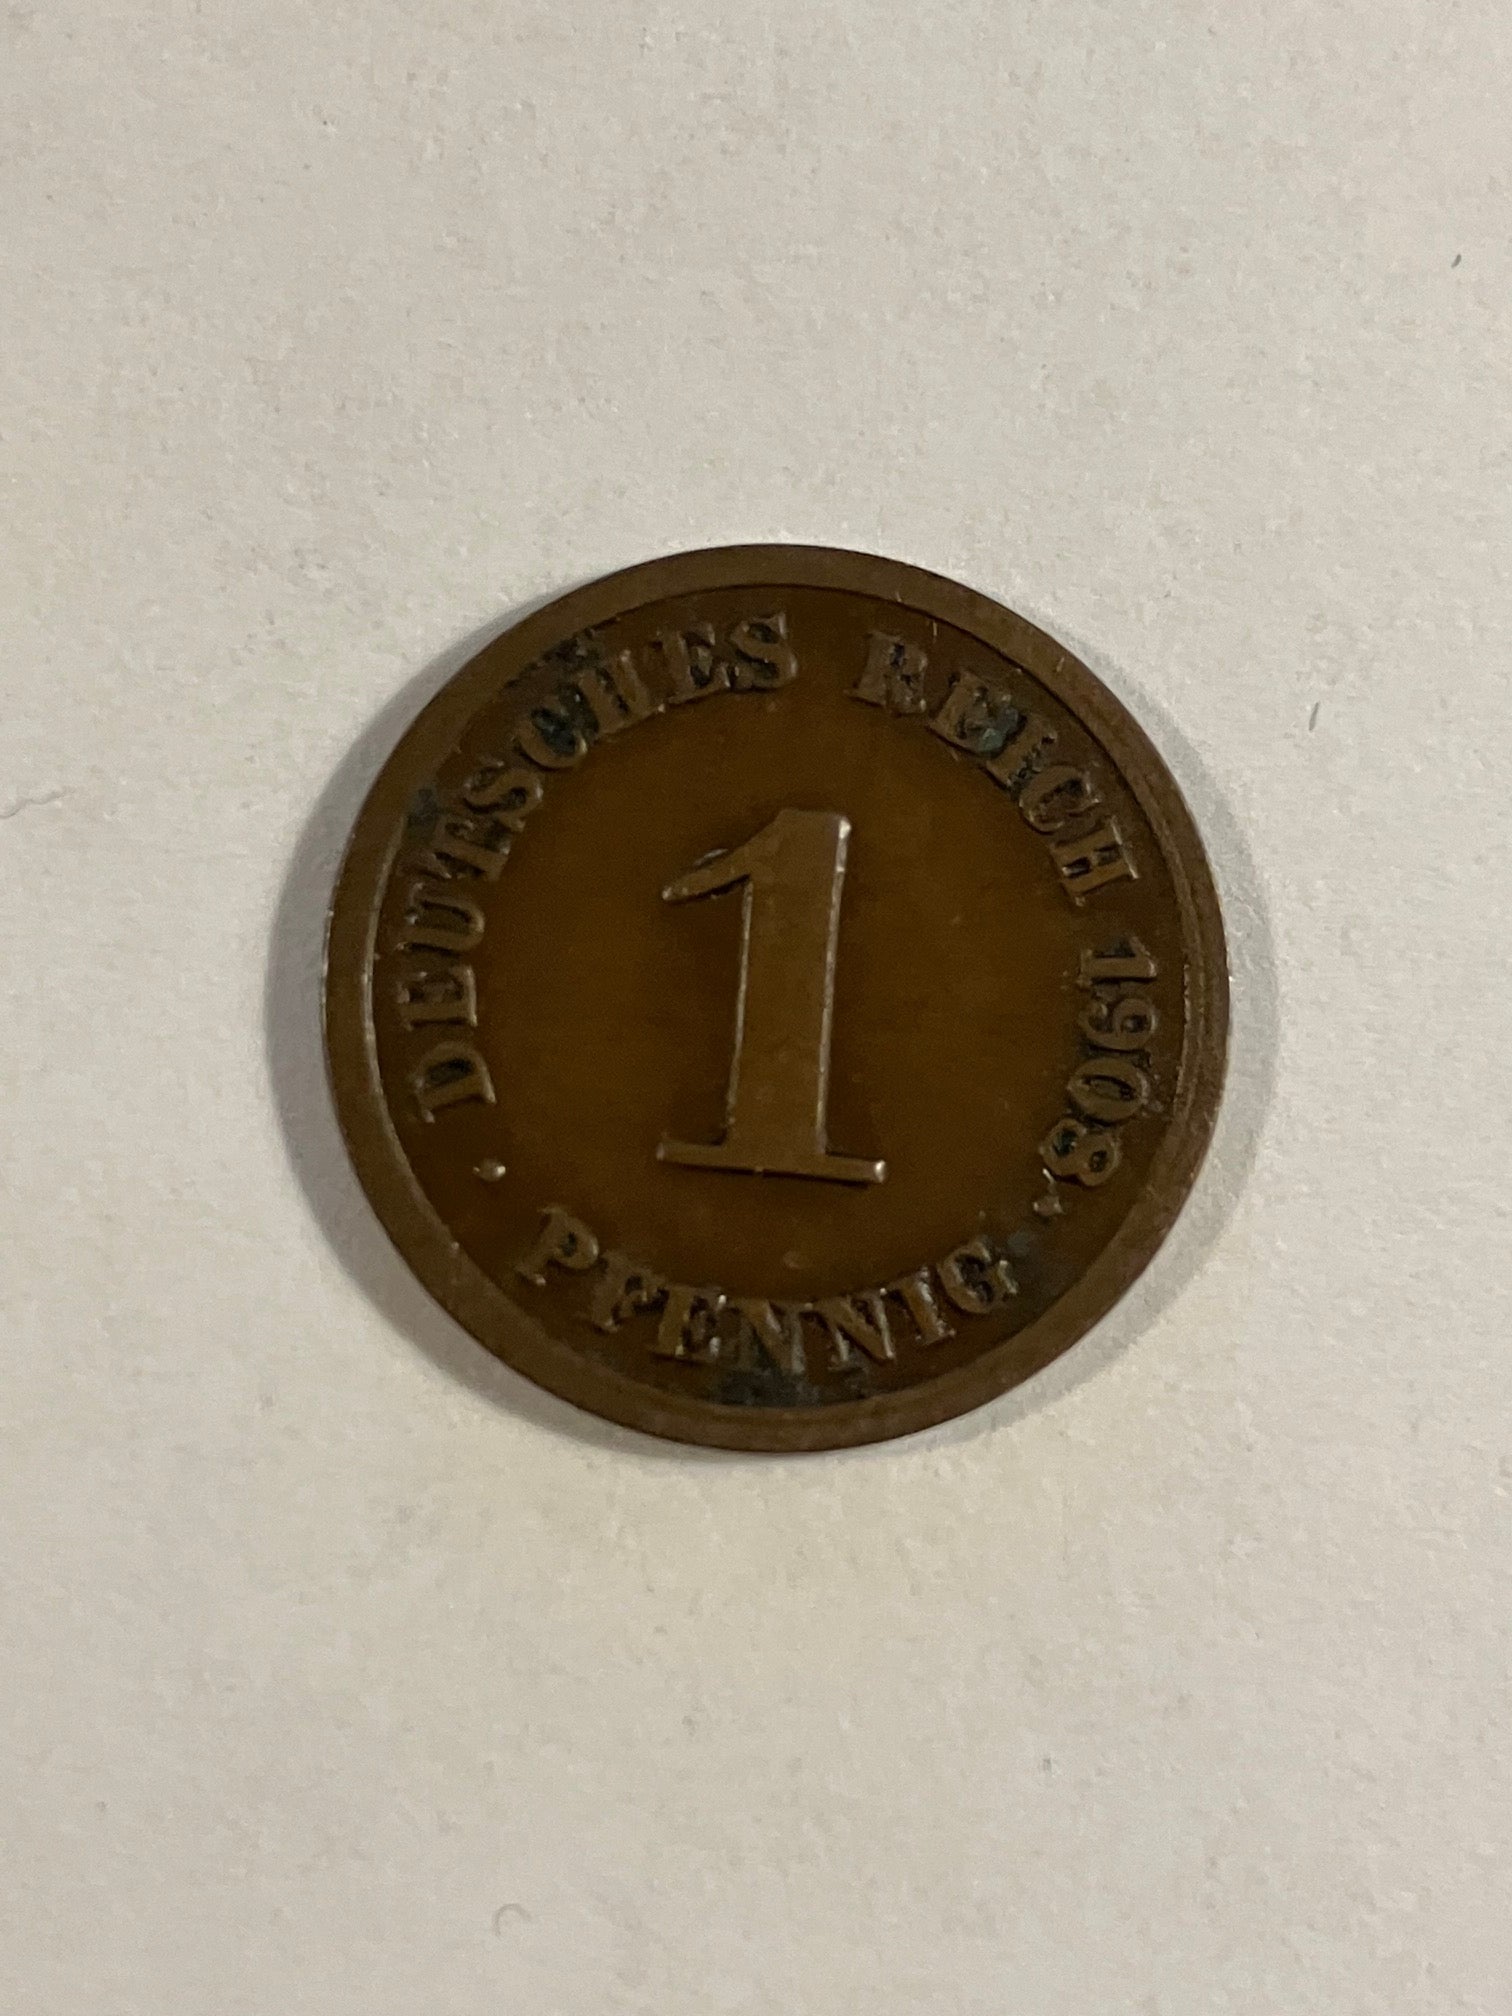 DEUTSCHES REICH 1908
1
· PFENNIG ·